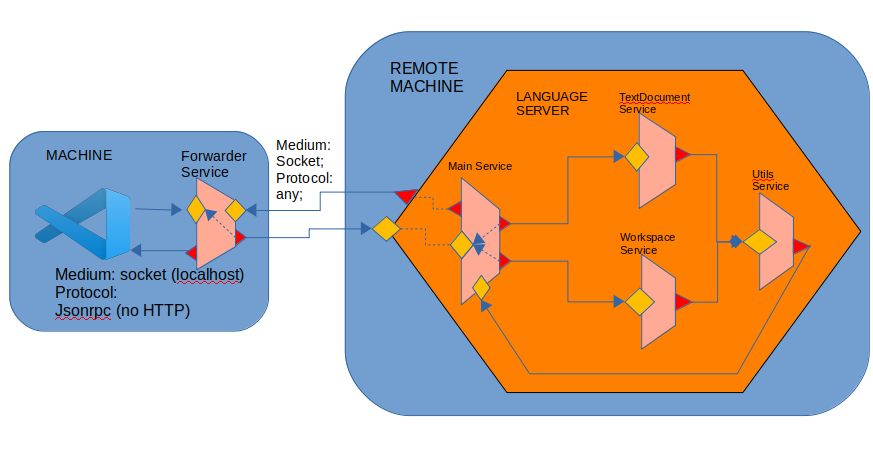 MACHINE
Forwarder
Service
Medium: socket (localhost)
Protocol:
Jsonrpc (no HTTP)
Medium:
Socket;
Protocol:
any;
REMOTE
MACHINE
LANGUAGE
SERVER
Main Service
TextDocument
Service
Workspace
Service
Utils
Service